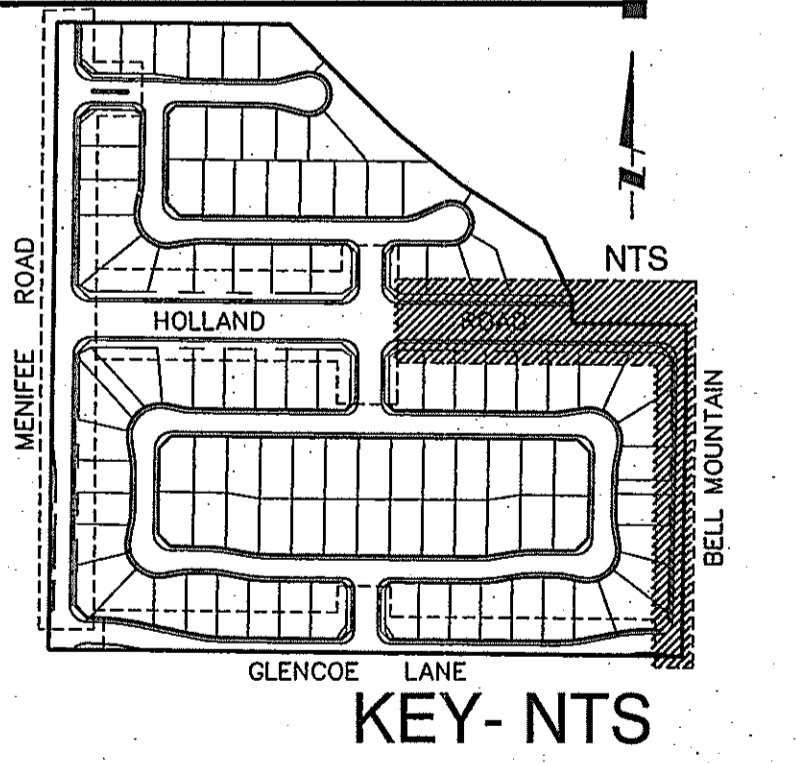 N
NTS
MENIFEE ROAD
HOLLAND ROAD
BELL MOUNTAIN
GLENCOE LANE
KEY- NTS